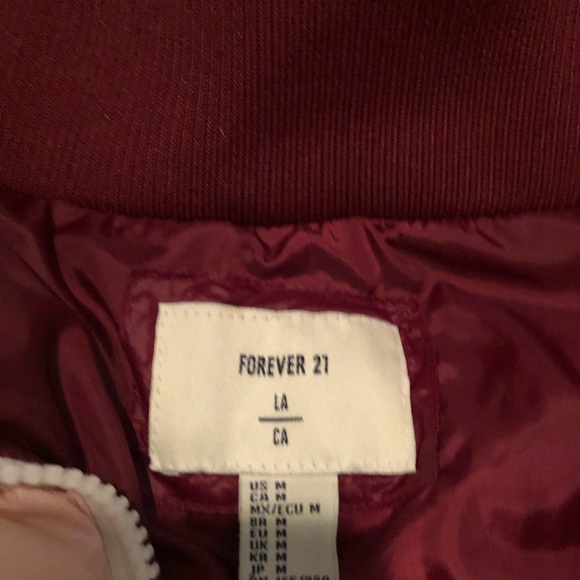 FOREVER 21
LA
CA
US M
CA M
MX/ECU M
BR M
EU M
UK M
KR M
JP M